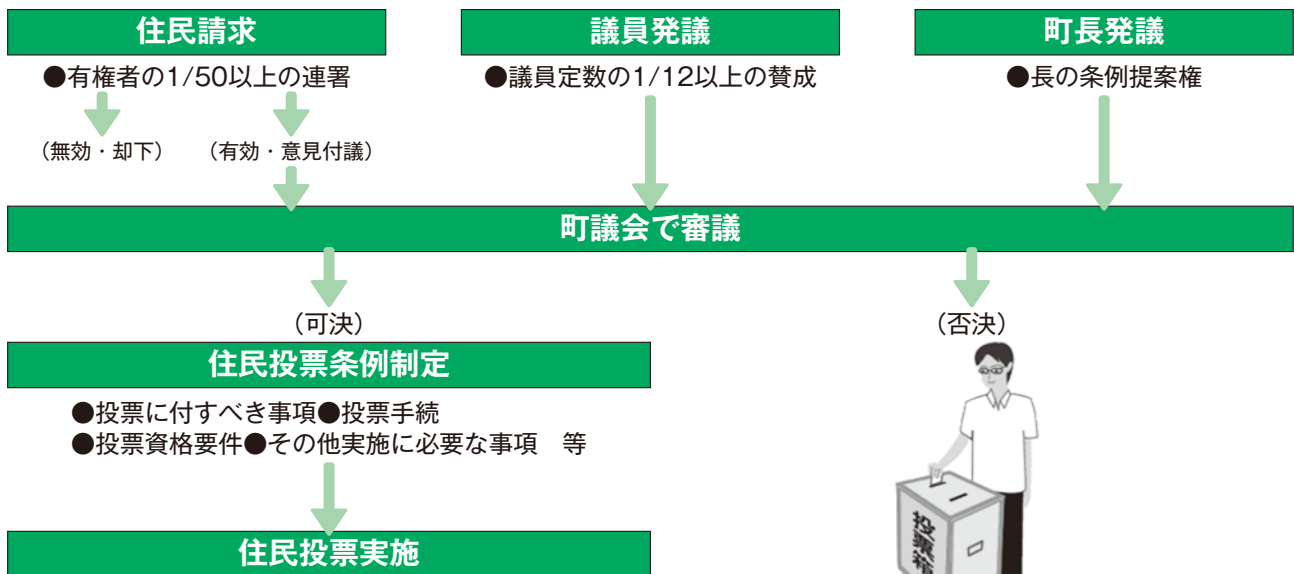 住民請求
議員発議
町長発議
●有権者の1/50以上の連署
●議員定数の1/12以上の賛成
●長の条例提案権
（無効・却下）
（有効・意見付議）
町議会で審議
（可決）
（否決）
住民投票条例制定
●投票に付すべき事項●投票手続
●投票資格要件●その他実施に必要な事項　等
住民投票実施
投票箱